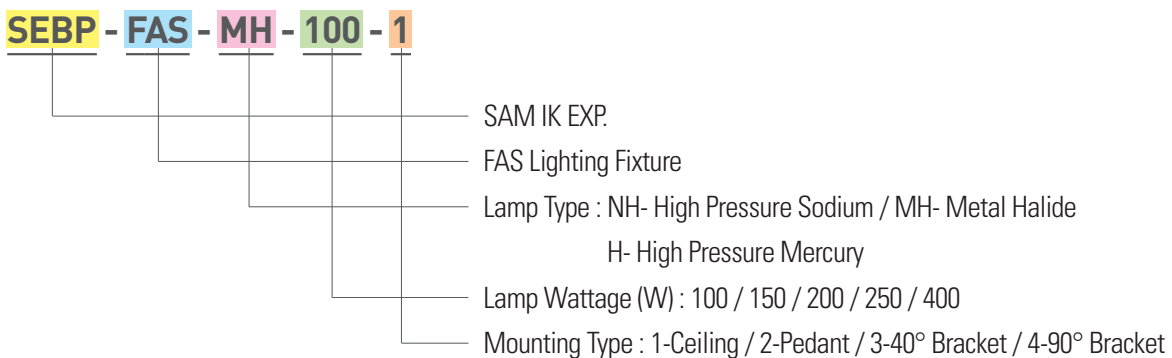 SEBP - FAS - MH - 100 - 1
SAM IK EXP.
FAS Lighting Fixture
Lamp Type : NH- High Pressure Sodium / MH- Metal Halide
H- High Pressure Mercury
Lamp Wattage (W) : 100 / 150 / 200 / 250 / 400
Mounting Type : 1-Ceiling / 2-Pedant / 3-40° Bracket / 4-90° Bracket